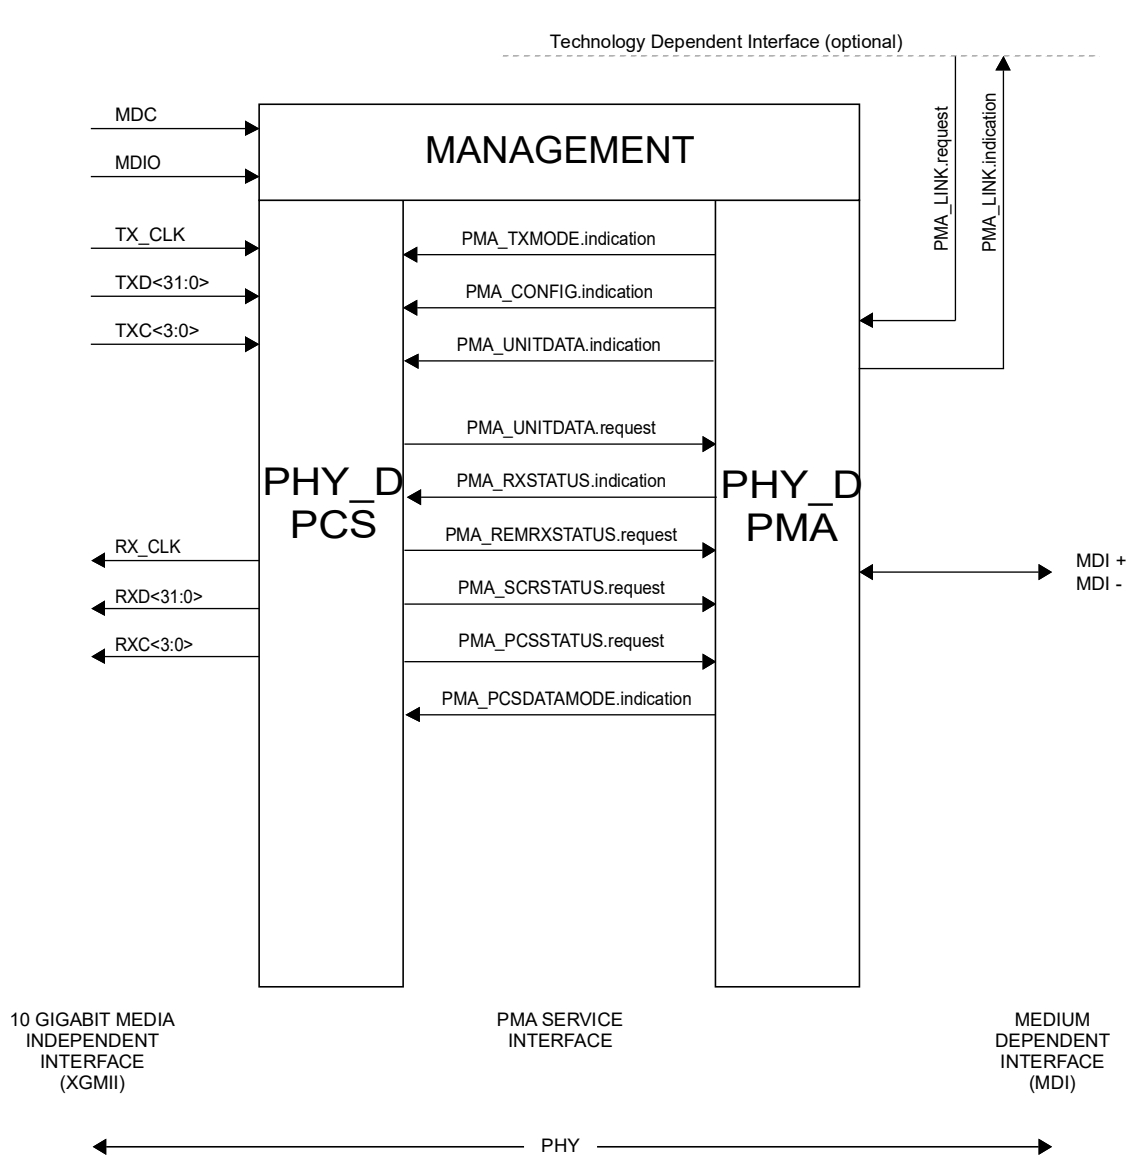 Technology Dependent Interface (optional)
MDC
MANAGEMENT
MDIO
PMA_LINK.request
PMA_LINK.indication
TX_CLK
PMA_TXMODE.indication
TXD<31:0>
PMA_CONFIG.indication
TXC<3:0>
PMA_UNITDATA.indication
PMA_UNITDATA.request
PHY_D
PCS
PMA_RXSTATUS.indication
PHY_D
PMA
PMA_REMRXSTATUS.request
RX_CLK
MDI +
MDI -
PMA_SCRSTATUS.request
RXD<31:0>
PMA_PCSSTATUS.request
RXC<3:0>
PMA_PCSDATAMODE.indication
10 GIGABIT MEDIA
INDEPENDENT
INTERFACE
(XGMII)
PMA SERVICE
INTERFACE
MEDIUM
DEPENDENT
INTERFACE
(MDI)
PHY